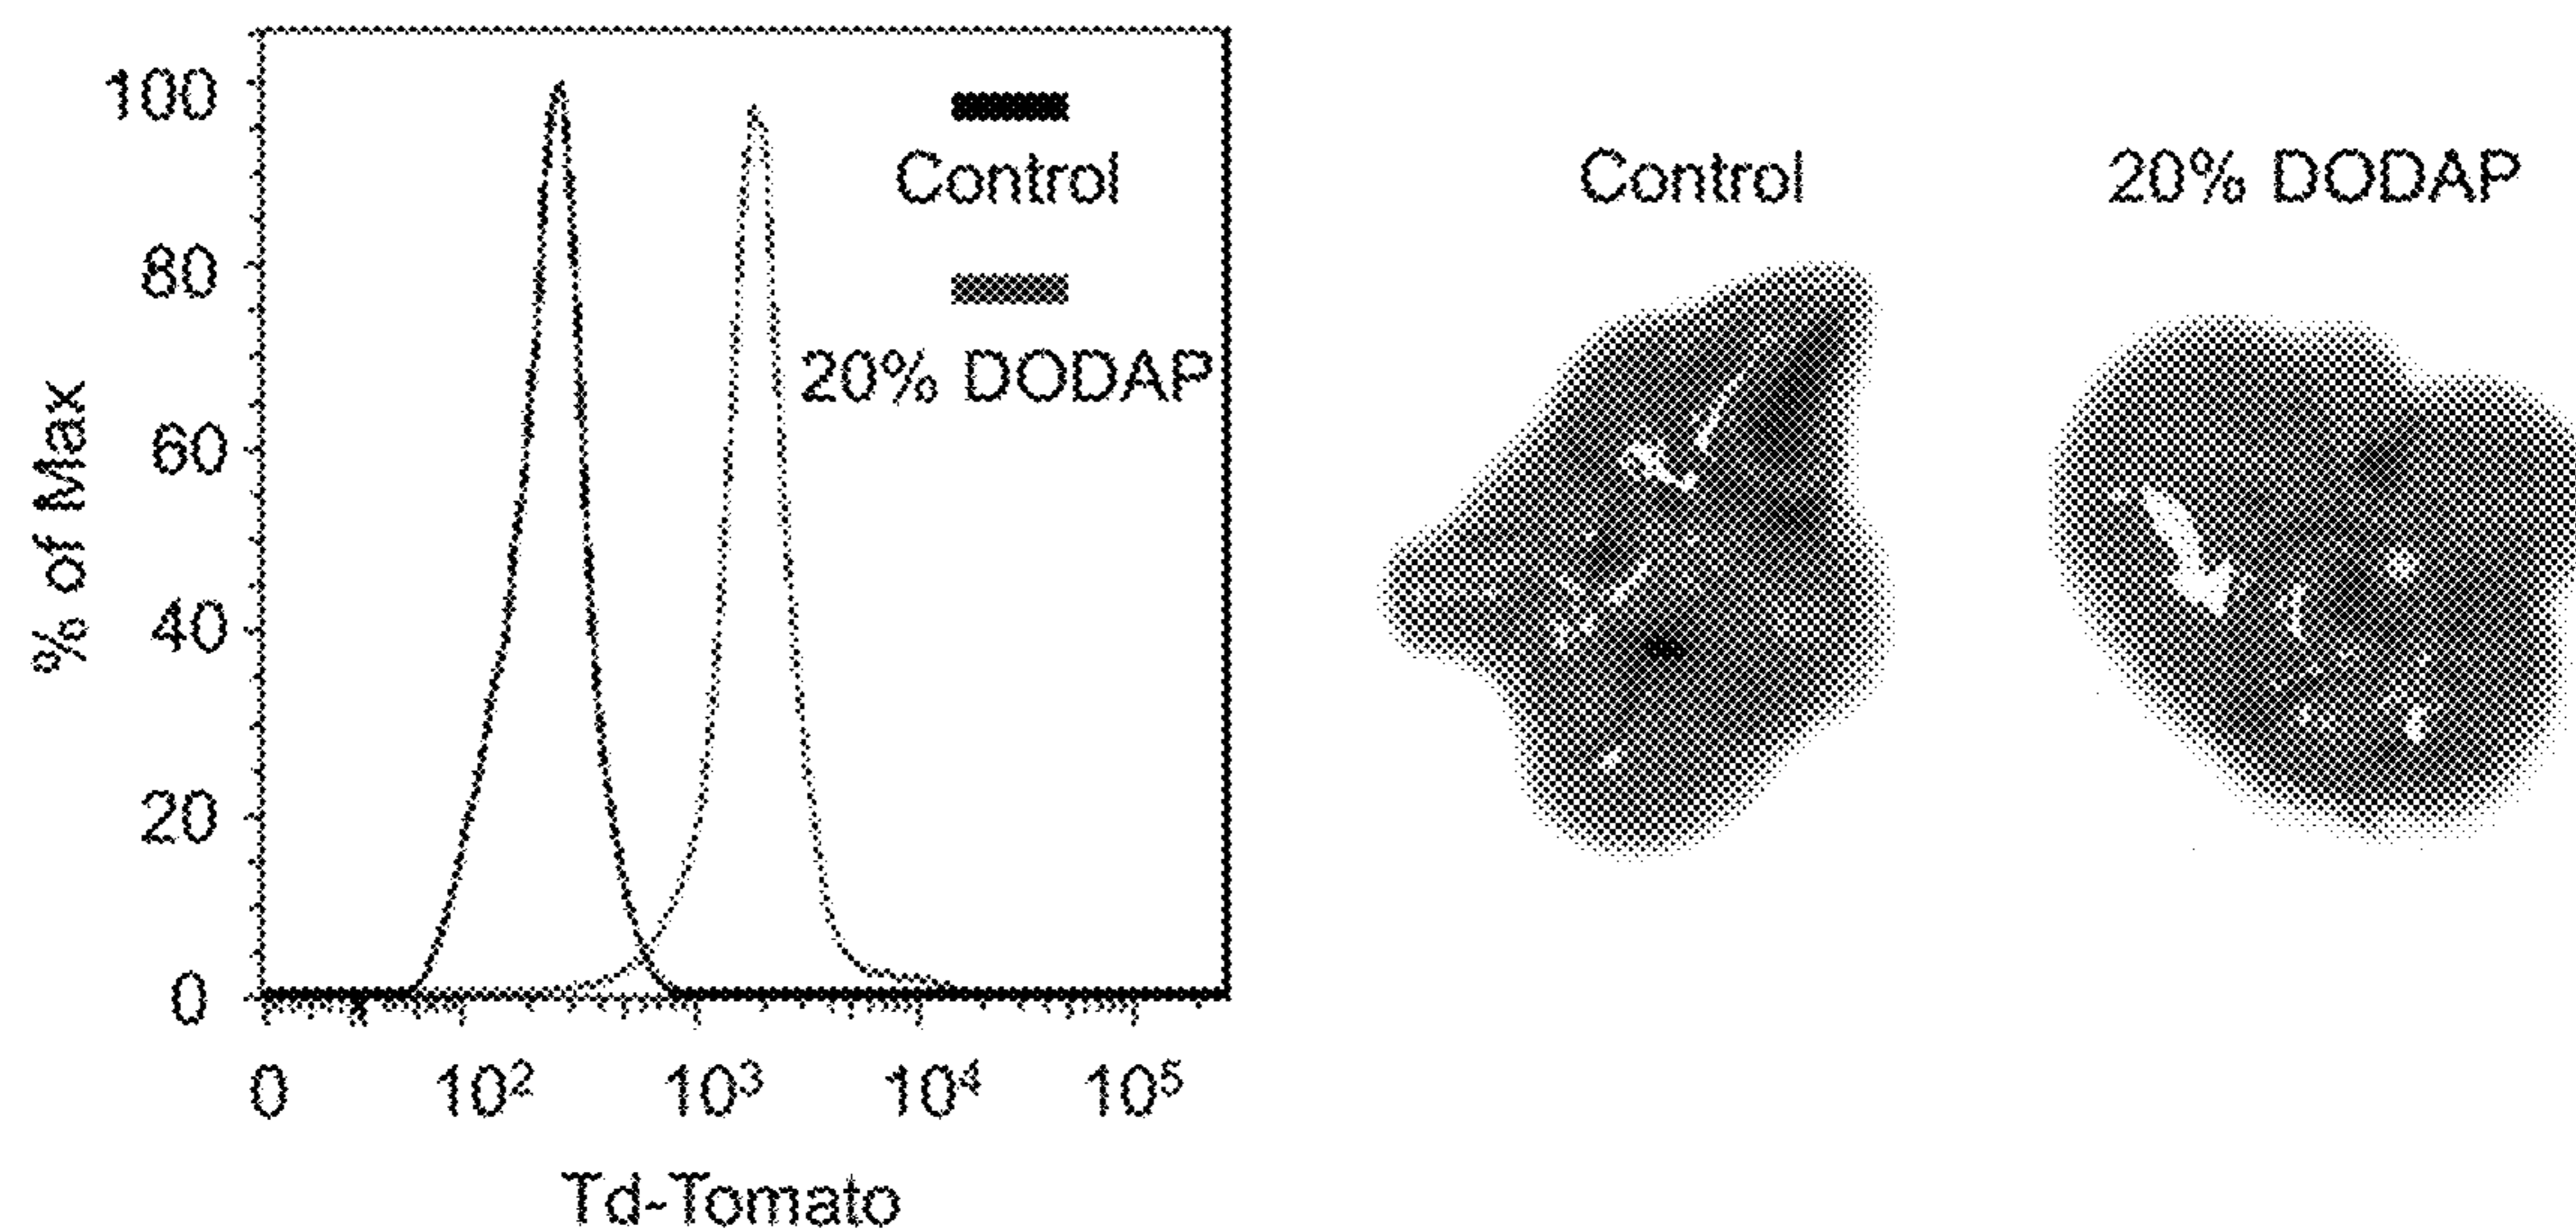 100
80
60
40
20
0
% of Max
0
10²
10³
10⁴
10⁵
Td-Tomato
Control
20% DODAP
Control
20% DODAP